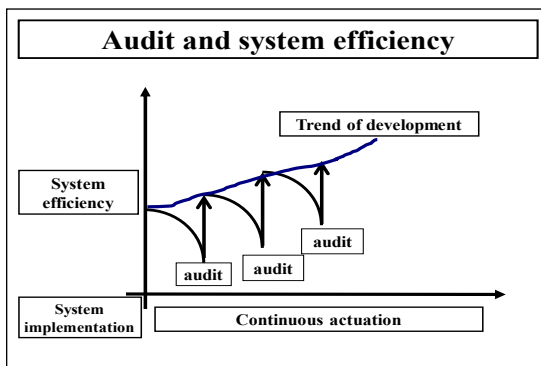 Audit and system efficiency
Trend of development
System
efficiency
audit
audit
audit
System
implementation
Continuous actuation